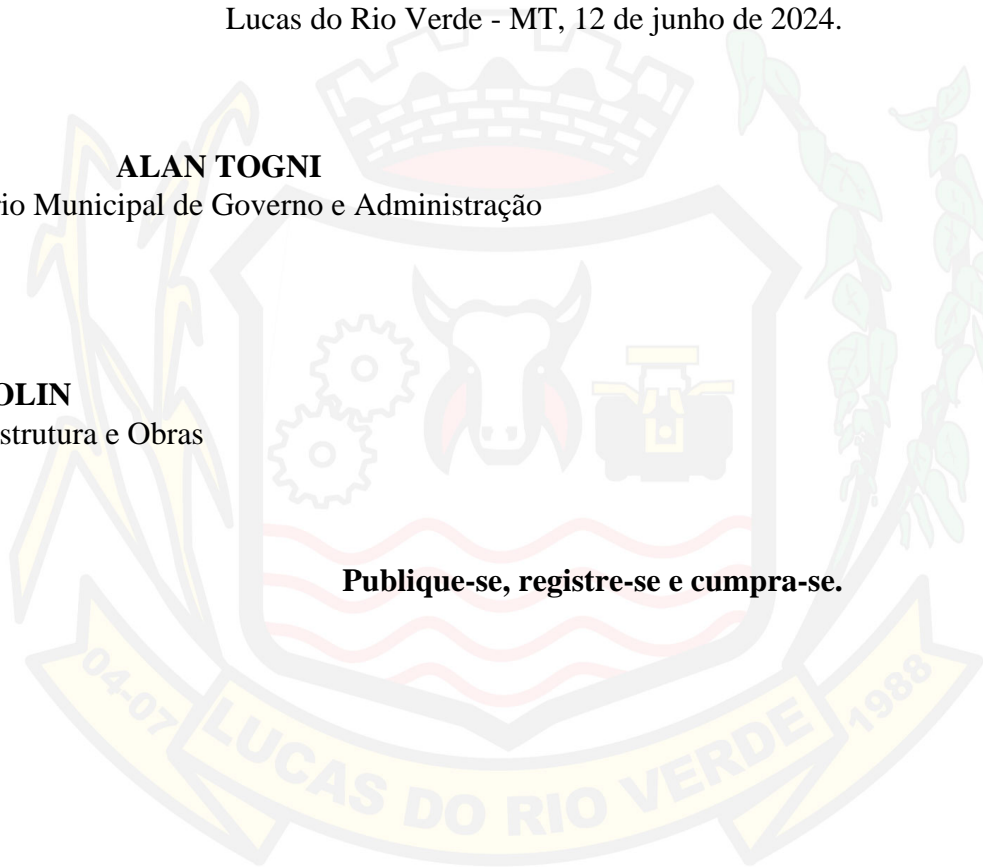 Lucas do Rio Verde - MT, 12 de junho de 2024.
ALAN TOGNI
rio Municipal de Governo e Administração
OLIN
strutura e Obras
Publique-se, registre-se e cumpra-se.
04-07 LUCAS DO RIO VERDE 1988